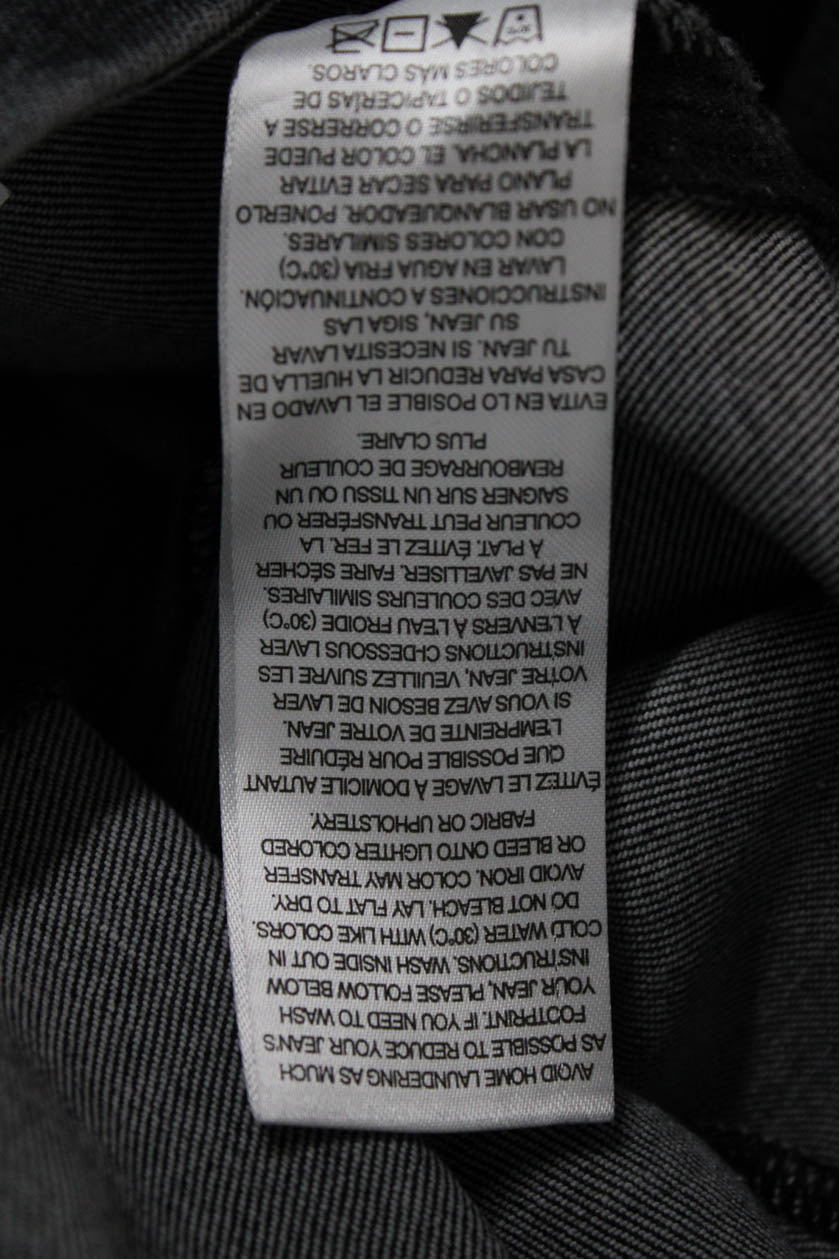 AVOID HOME LAUNDERING AS MUCH
AS POSSIBLE TO REDUCE YOUR JEAN'S
FOOTPRINT. IF YOU NEED TO WASH
YOUR JEAN, PLEASE FOLLOW BELOW
INSTRUCTIONS. WASH INSIDE OUT IN
COLD WATER (30°C) WITH LIKE COLORS.
DO NOT BLEACH. LAY FLAT TO DRY.
AVOID IRON. COLOR MAY TRANSFER
OR BLEED ONTO LIGHTER COLORED
FABRIC OR UPHOLSTERY.
ÉVITEZ LE LAVAGE À DOMICILE AUTANT
QUE POSSIBLE POUR RÉDUIRE
L'EMPREINTE DE VOTRE JEAN.
SI VOUS AVEZ BESOIN DE LAVER
VOTRE JEAN, VEUILLEZ SUIVRE LES
INSTRUCTIONS CI-DESSOUS LAVER
À L'ENVERS À L'EAU FROIDE (30°C)
AVEC DES COULEURS SIMILAIRES.
NE PAS JAVELLISER. FAIRE SÉCHER
À PLAT. ÉVITEZ LE FER. LA
COULEUR PEUT TRANSFÉRER OU
SAIGNER SUR UN TISSU OU UN
REMBOURRAGE DE COULEUR
PLUS CLAIRE.
EVITA EN LO POSIBLE EL LAVADO EN
CASA PARA REDUCIR LA HUELLA DE
TU JEAN. SI NECESITA LAVAR
SU JEAN, SIGA LAS
INSTRUCCIONES A CONTINUACIÓN.
LAVAR EN AGUA FRIA (30°C)
CON COLORES SIMILARES.
NO USAR BLANQUEADOR. PONERLO
PLANO PARA SECAR EVITAR
LA PLANCHA. EL COLOR PUEDE
TRANSFERIRSE O CORRERSE A
TEJIDOS O TAPICERÍAS DE
COLORES MÁS CLAROS.